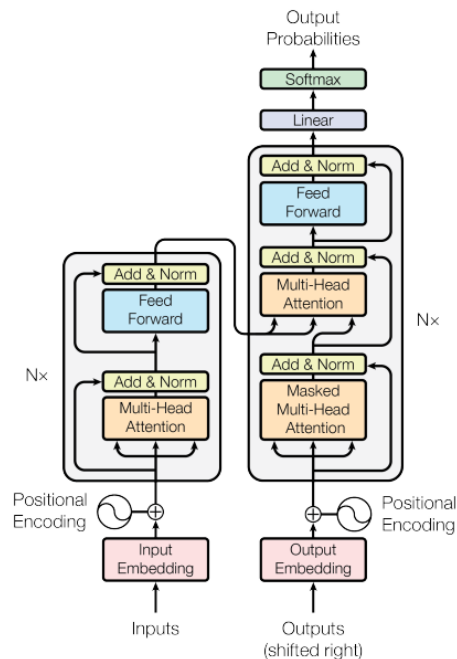 Output
Probabilities
Softmax
Linear
Add & Norm
Feed
Forward
Add & Norm
Multi-Head
Attention
Nx
Add & Norm
Masked
Multi-Head
Attention
Add & Norm
Feed
Forward
Nx
Add & Norm
Multi-Head
Attention
Positional
Encoding
Positional
Encoding
Input
Embedding
Output
Embedding
Inputs
Outputs
(shifted right)